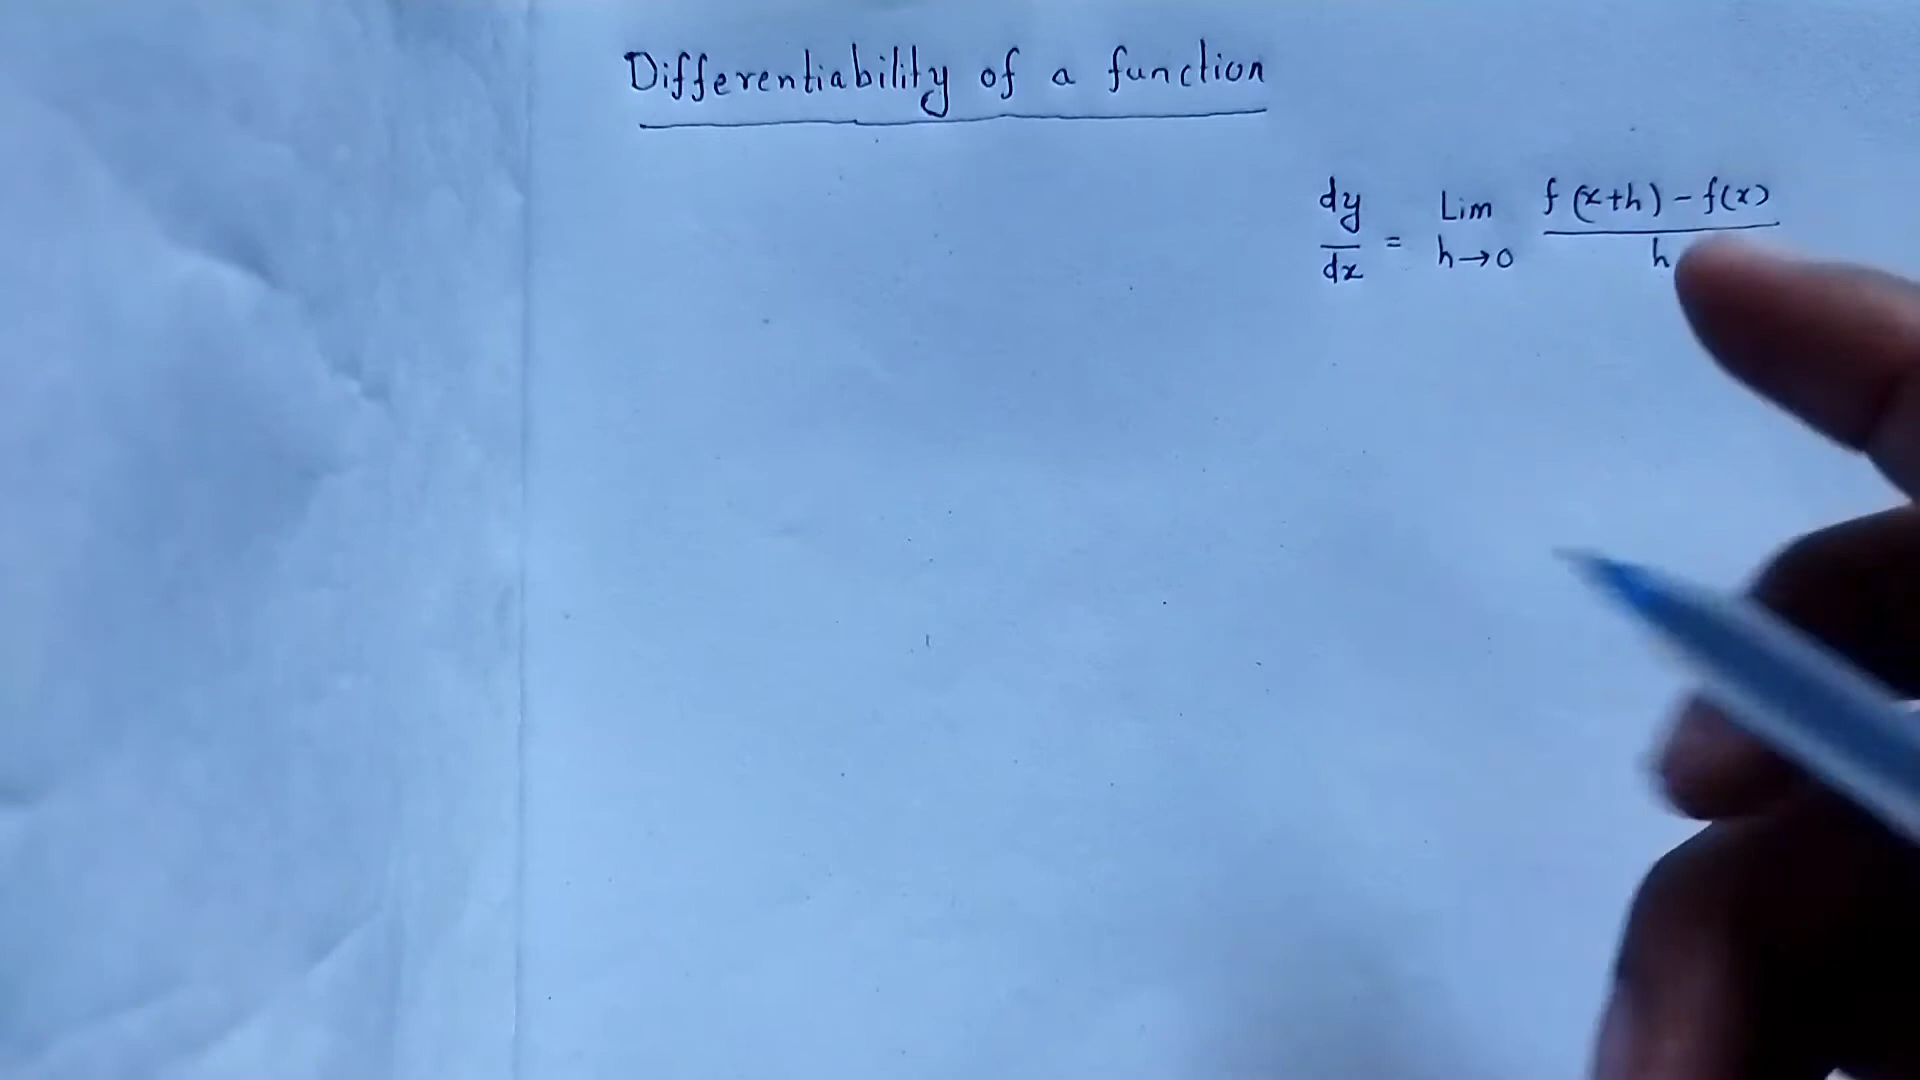 Differentiability of a function
dy/dx = Lim h→0 f(x+h)-f(x)/h